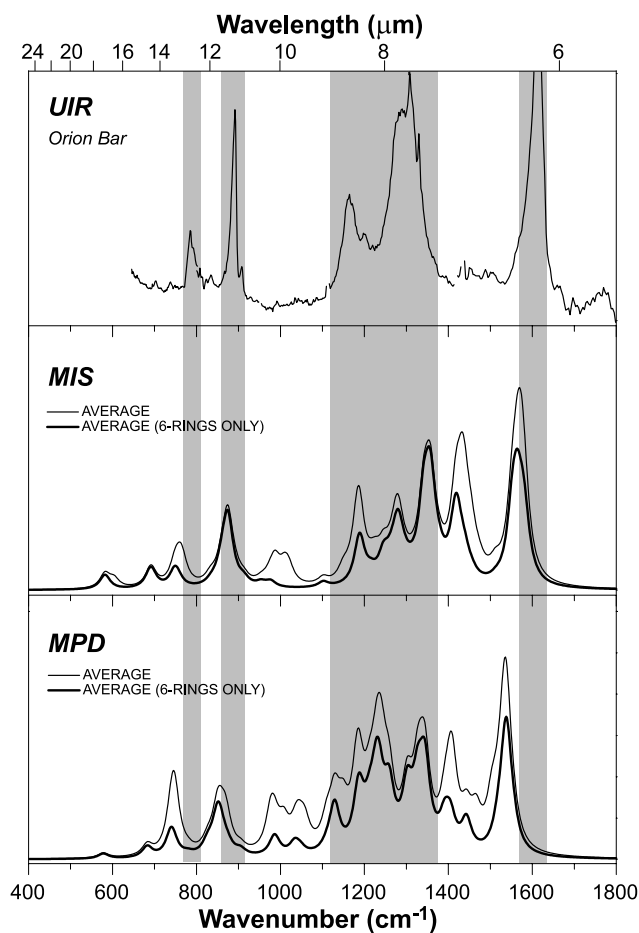 Wavelength (μm)
24 20 16 14 12 10 8 6
UIR
Orion Bar
MIS
AVERAGE
AVERAGE (6-RINGS ONLY)
MPD
AVERAGE
AVERAGE (6-RINGS ONLY)
400 600 800 1000 1200 1400 1600 1800
Wavenumber (cm⁻¹)